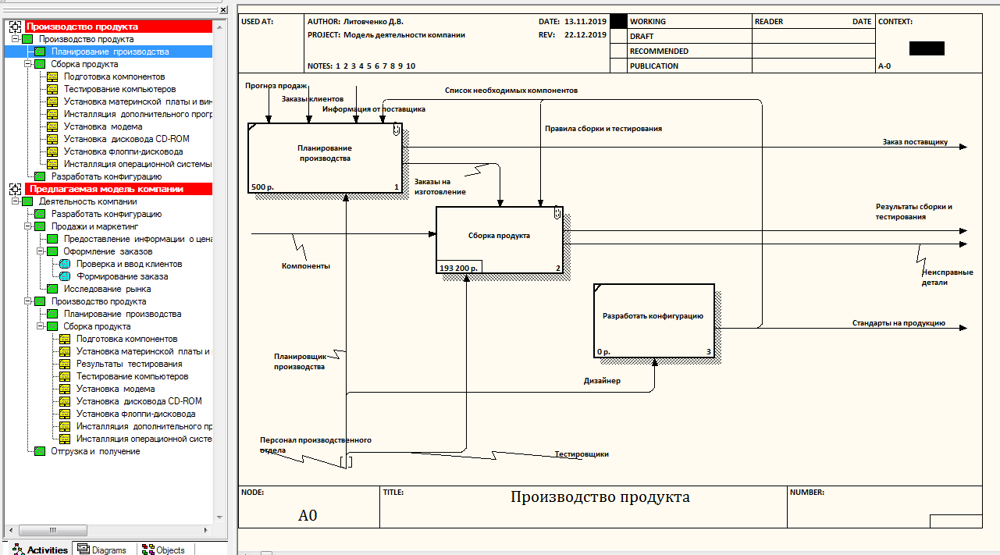 Производство продукта
Производство продукта
Планирование производства
Сборка продукта
Подготовка компонентов
Тестирование компьютеров
Установка материнской платы и вин
Инсталляция дополнительного прогр
Установка модема
Установка дисковода CD-ROM
Установка флоппи-дисковода
Инсталляция операционной системы
Разработать конфигурацию
Предлагаемая модель компании
Деятельность компании
Разработать конфигурацию
Продажи и маркетинг
Предоставление информации о цена
Оформление заказов
Проверка и ввод клиентов
Формирование заказа
Исследование рынка
Производство продукта
Планирование производства
Сборка продукта
Подготовка компонентов
Установка материнской платы и
Результаты тестирования
Тестирование компьютеров
Установка модема
Установка дисковода CD-ROM
Установка флоппи-дисковода
Инсталляция дополнительного пр
Инсталляция операционной систе
Отгрузка и получение
Activities Diagrams Objects
USED AT:
AUTHOR: Литовченко Д.В.
DATE: 13.11.2019
PROJECT: Модель деятельности компании
REV: 22.12.2019
NOTES: 1 2 3 4 5 6 7 8 9 10
WORKING
DRAFT
RECOMMENDED
PUBLICATION
READER DATE
CONTEXT:
A-0
Прогноз продаж
Заказы клиентов
Информация от поставщика
Список необходимых компонентов
Правила сборки и тестирования
Планирование
производства
500 р. 1
Заказ поставщику
Заказы на
изготовление
Результаты сборки и
тестирования
Сборка продукта
193 200 р. 2
Компоненты
Неисправные
детали
Разработать конфигурацию
0 р. 3
Стандарты на продукцию
Планировщик
производства
Дизайнер
Персонал производственного
отдела
Тестировщики
NODE:
A0
TITLE:
Производство продукта
NUMBER: